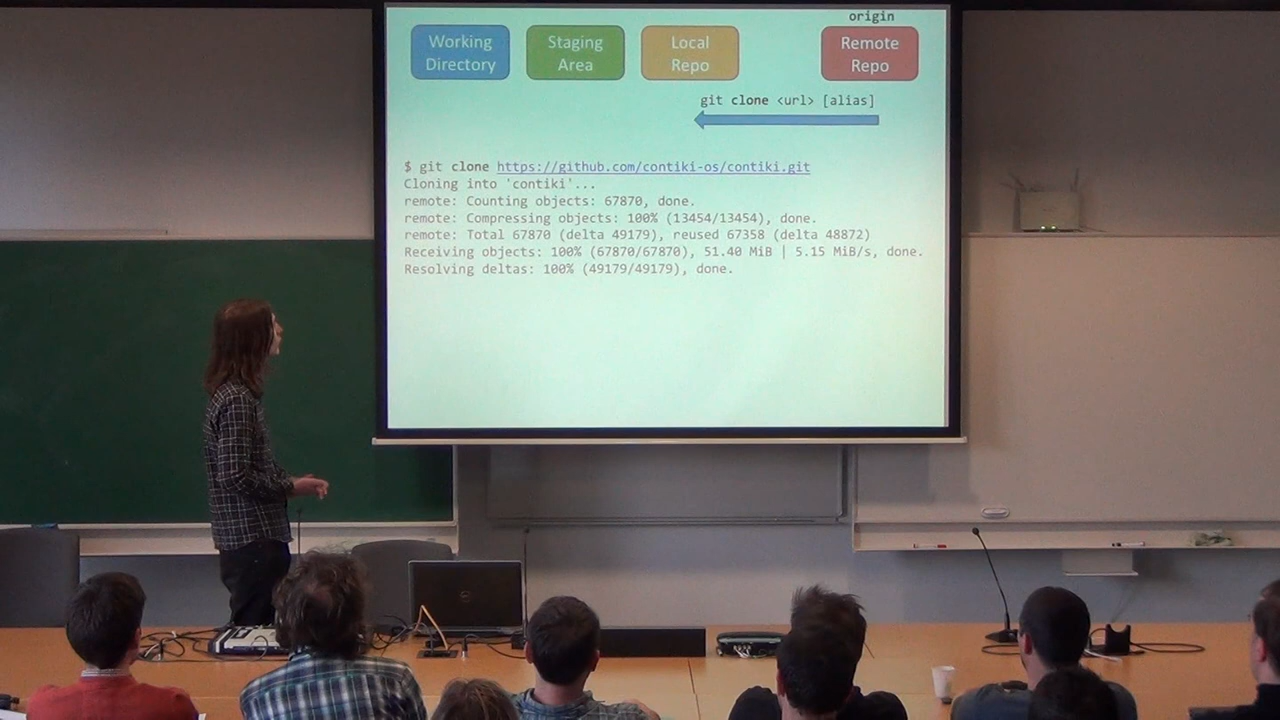 origin
Working
Directory
Staging
Area
Local
Repo
Remote
Repo
git clone <url> [alias]
$ git clone https://github.com/contiki-os/contiki.git
Cloning into 'contiki'...
remote: Counting objects: 67870, done.
remote: Compressing objects: 100% (13454/13454), done.
remote: Total 67870 (delta 49179), reused 67358 (delta 48872)
Receiving objects: 100% (67870/67870), 51.40 MiB | 5.15 MiB/s, done.
Resolving deltas: 100% (49179/49179), done.